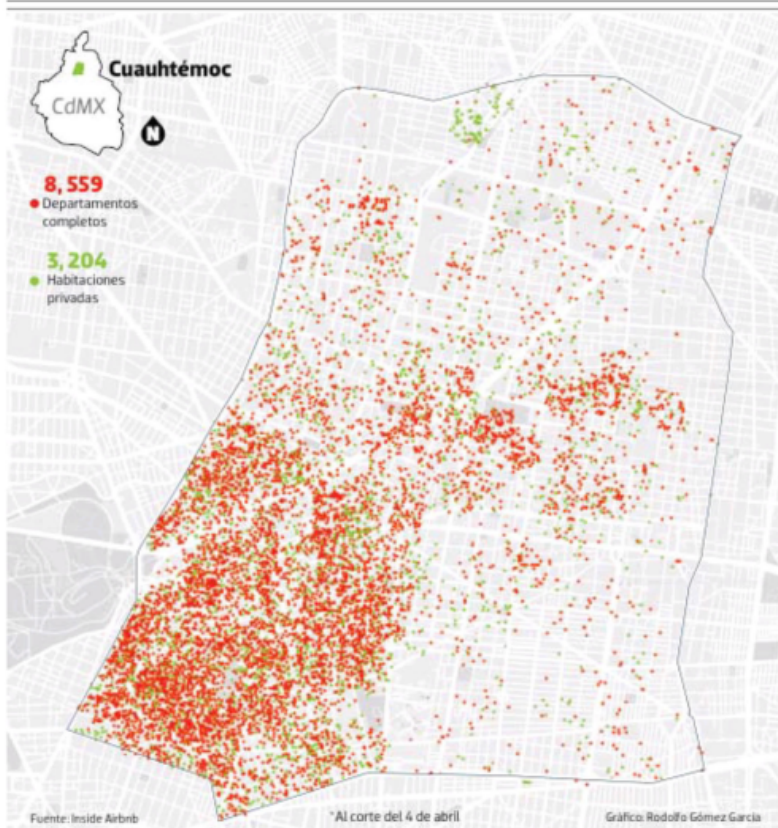 Cuauhtémoc
CdMX
N
8, 559
Departamentos
completos
3, 204
Habitaciones
privadas
Fuente: Inside Airbnb
*Al corte del 4 de abril
Gráfico: Rodolfo Gómez García